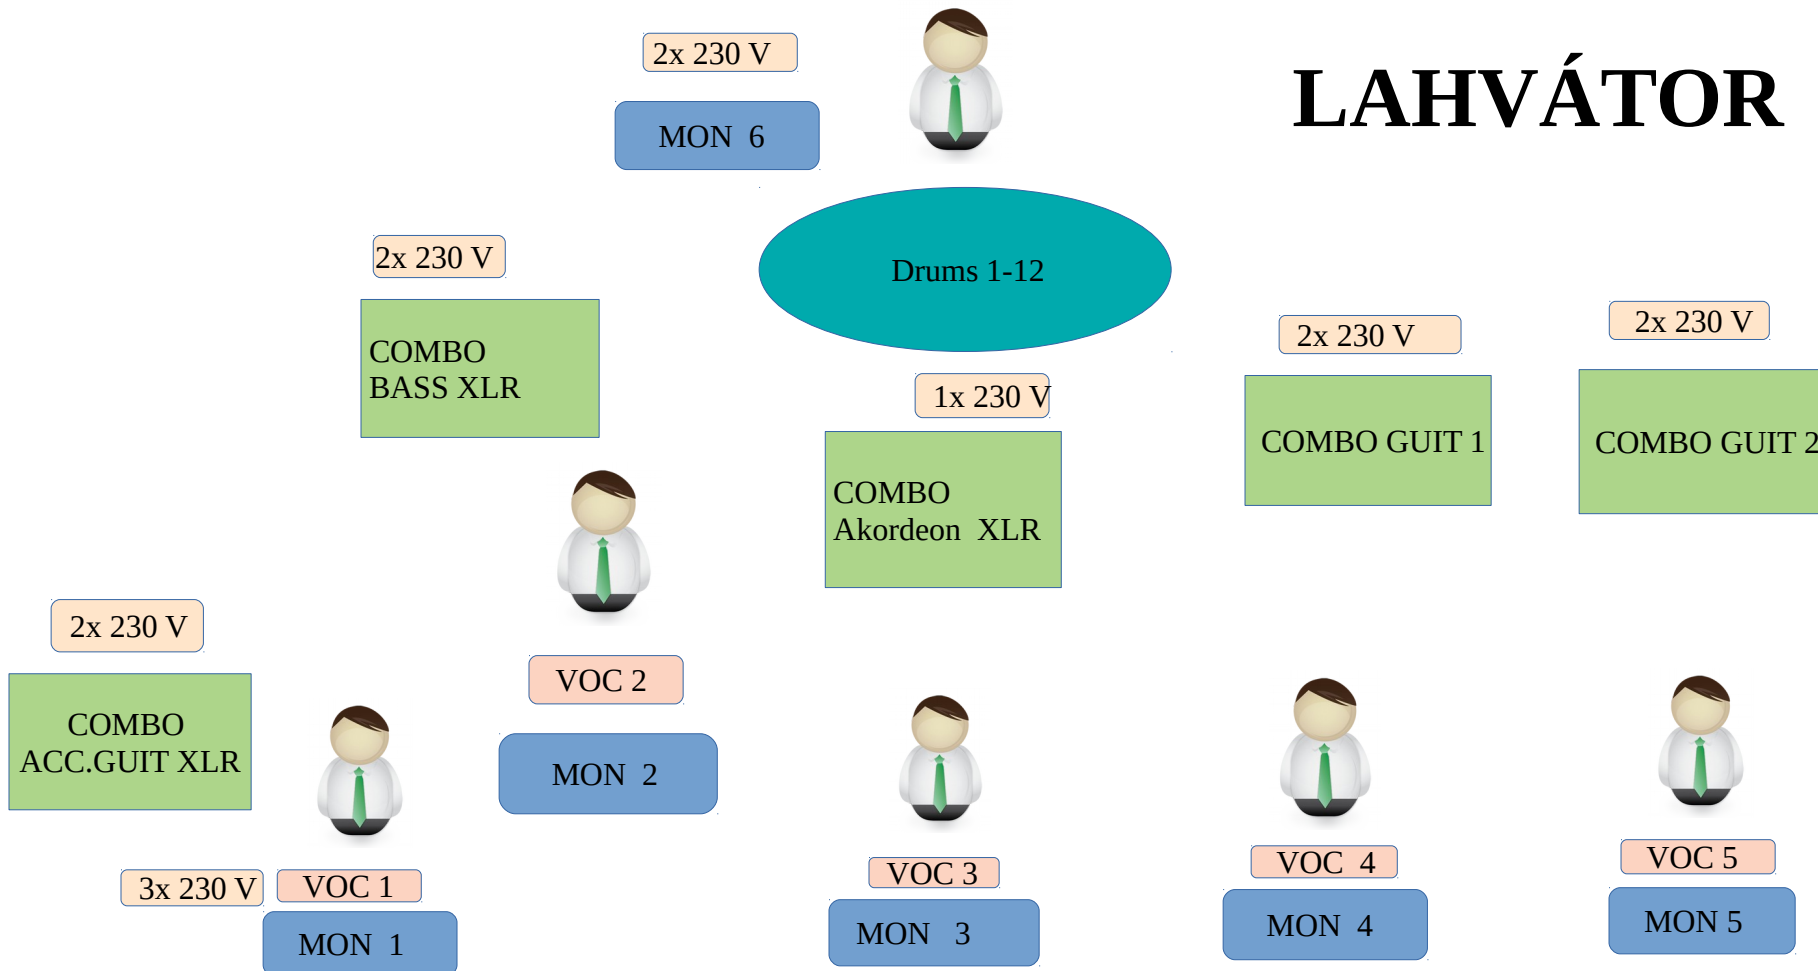 2x 230 V
LAHVÁTOR
MON 6
2x 230 V
Drums 1-12
2x 230 V
2x 230 V
COMBO
BASS XLR
1x 230 V
COMBO GUIT 1
COMBO GUIT 2
COMBO
Akordeon XLR
2x 230 V
VOC 2
COMBO
ACC.GUIT XLR
MON 2
3x 230 V
VOC 1
VOC 3
VOC 4
VOC 5
MON 1
MON 3
MON 4
MON 5